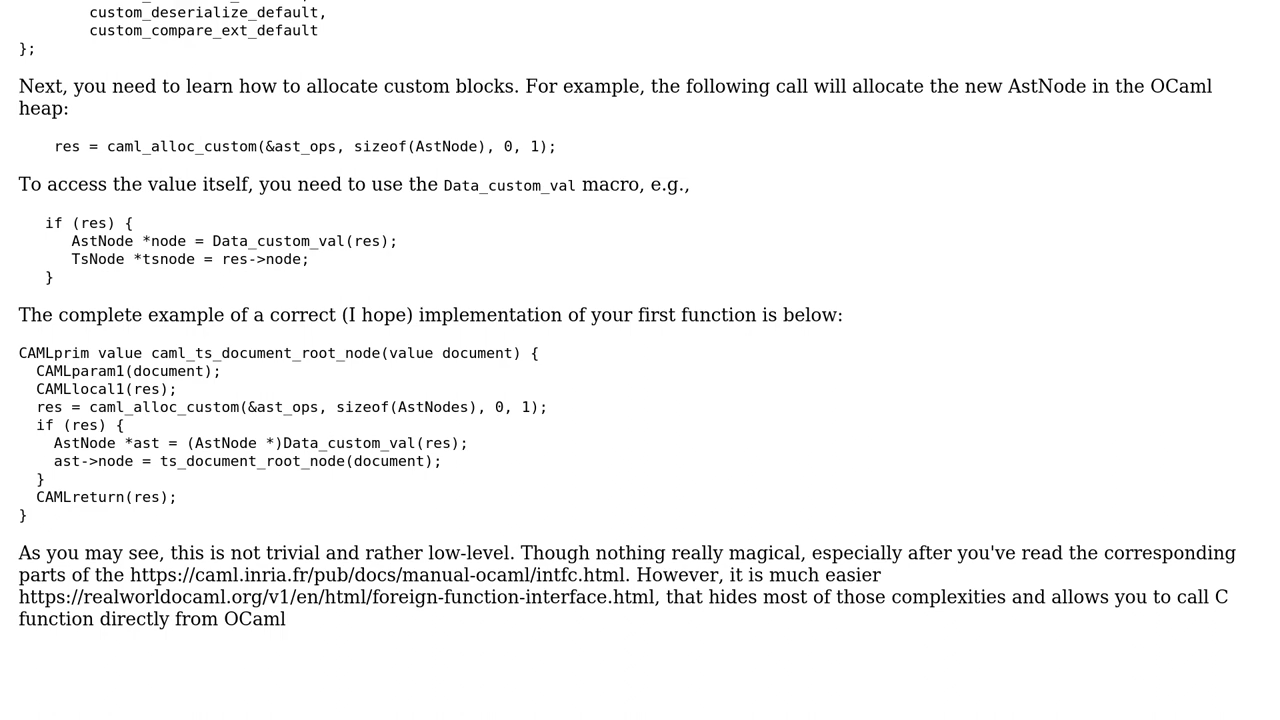 custom_deserialize_default,
custom_compare_ext_default
};
Next, you need to learn how to allocate custom blocks. For example, the following call will allocate the new AstNode in the OCaml
heap:
res = caml_alloc_custom(&ast_ops, sizeof(AstNode), 0, 1);
To access the value itself, you need to use the Data_custom_val macro, e.g.,
if (res) {
AstNode *node = Data_custom_val(res);
TsNode *tsnode = res->node;
}
The complete example of a correct (I hope) implementation of your first function is below:
CAMLprim value caml_ts_document_root_node(value document) {
CAMLparam1(document);
CAMLlocal1(res);
res = caml_alloc_custom(&ast_ops, sizeof(AstNodes), 0, 1);
if (res) {
AstNode *ast = (AstNode *)Data_custom_val(res);
ast->node = ts_document_root_node(document);
}
CAMLreturn(res);
}
As you may see, this is not trivial and rather low-level. Though nothing really magical, especially after you've read the corresponding
parts of the https://caml.inria.fr/pub/docs/manual-ocaml/intfc.html. However, it is much easier
https://realworldocaml.org/v1/en/html/foreign-function-interface.html, that hides most of those complexities and allows you to call C
function directly from OCaml